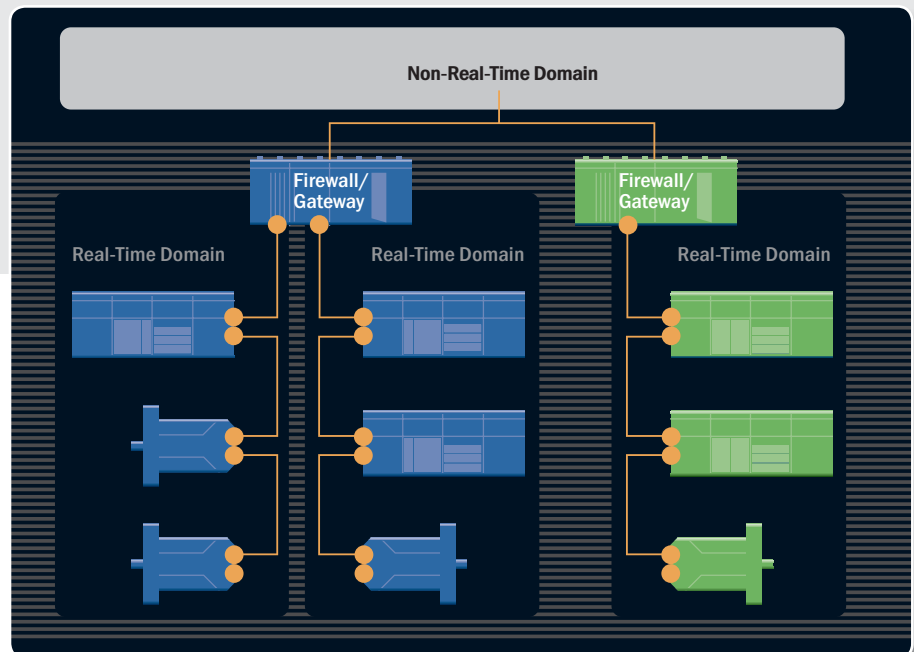 Non-Real-Time Domain
Firewall/
Gateway
Firewall/
Gateway
Real-Time Domain
Real-Time Domain
Real-Time Domain